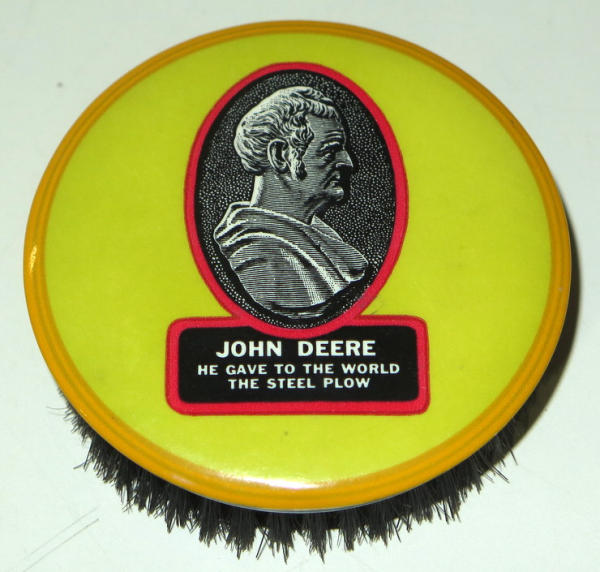 JOHN DEERE
HE GAVE TO THE WORLD
THE STEEL PLOW